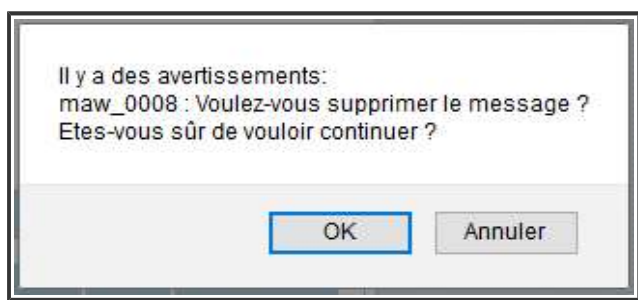 Il y a des avertissements:
maw_0008 : Voulez-vous supprimer le message ?
Etes-vous sûr de vouloir continuer ?
OK
Annuler